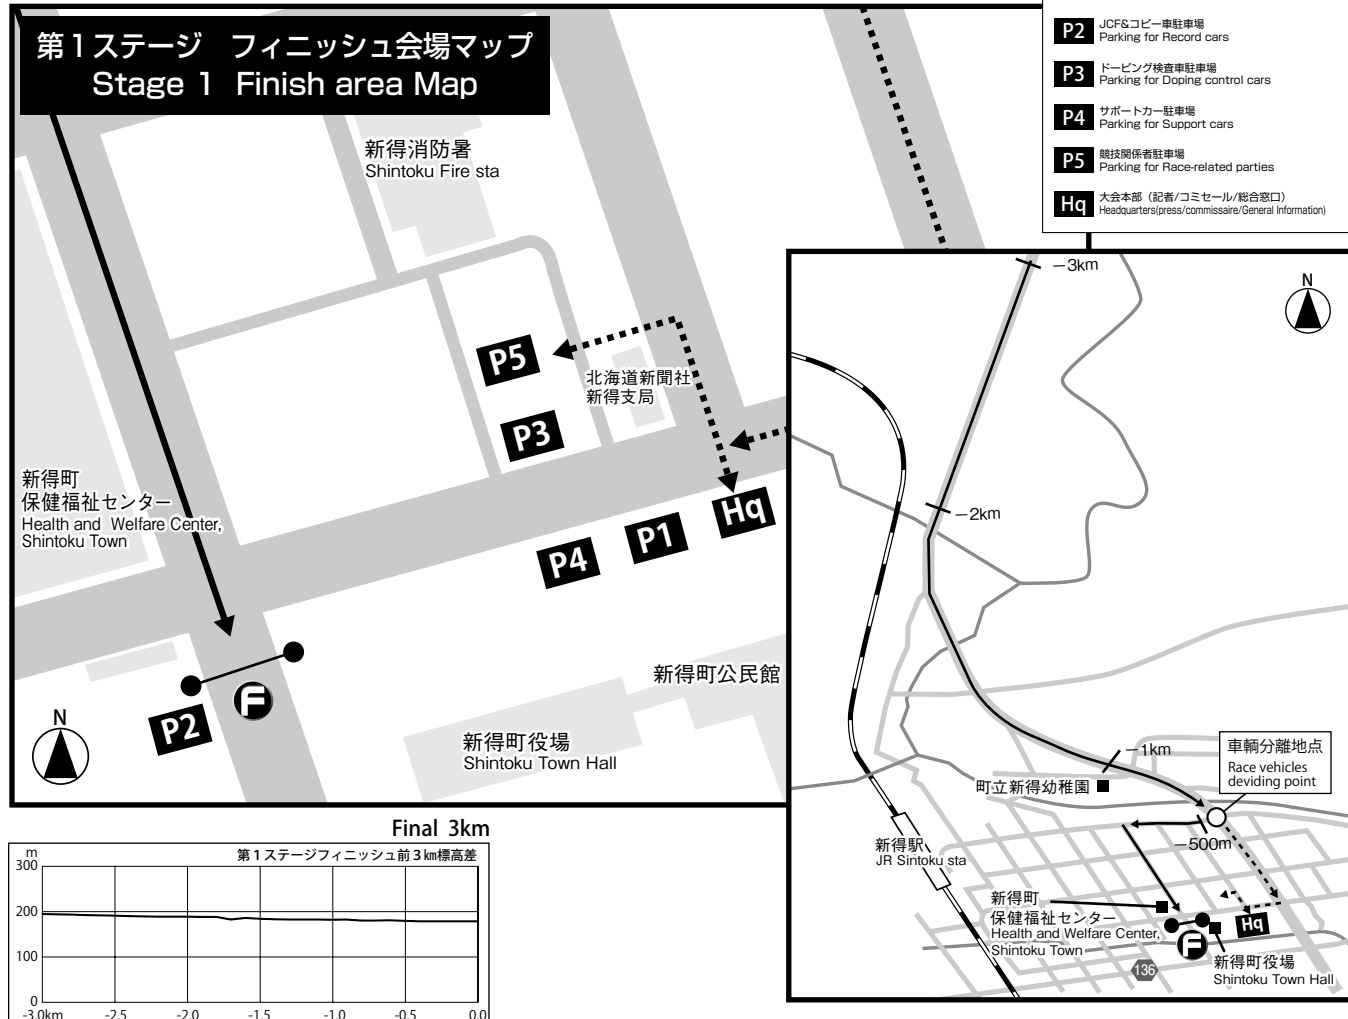 第１ステージ　フィニッシュ会場マップ
Stage 1 Finish area Map
P2
JCF&コピー車駐車場
Parking for Record cars
P3
ドーピング検査車駐車場
Parking for Doping control cars
P4
サポートカー駐車場
Parking for Support cars
P5
競技関係者駐車場
Parking for Race-related parties
Hq
大会本部（記者/コミセール/総合窓口）
Headquarters(press/commissaire/General Information)
新得消防署
Shintoku Fire sta
P5
北海道新聞社
新得支局
P3
新得町
保健福祉センター
Health and Welfare Center,
Shintoku Town
Hq
P1
P4
新得町公民館
P2
F
N
新得町役場
Shintoku Town Hall
N
－3km
－2km
－1km
車輌分離地点
Race vehicles
deviding point
町立新得幼稚園
－500m
新得駅
JR Sintoku sta
新得町
保健福祉センター
Health and Welfare Center,
Shintoku Town
Hq
F
136
新得町役場
Shintoku Town Hall
Final 3km
第１ステージフィニッシュ前３㎞標高差
m
300
200
100
0
-3.0km -2.5 -2.0 -1.5 -1.0 -0.5 0.0